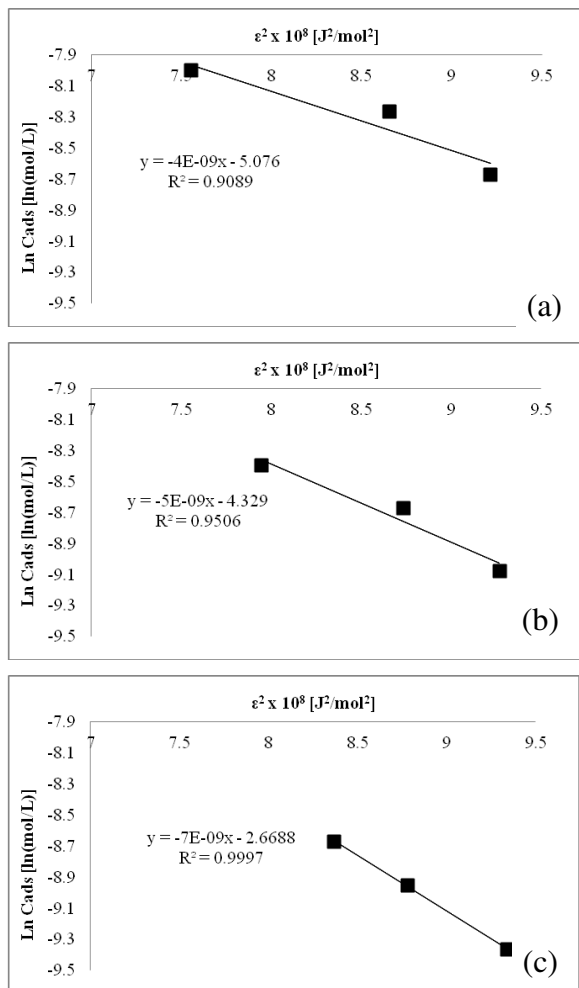 ε² x 10⁸ [J²/mol²]
7 7.5 8 8.5 9 9.5
-7.9
-8.1
-8.3
-8.5
-8.7
-8.9
-9.1
-9.3
-9.5
Ln Cads [ln(mol/L)]
y = -4E-09x - 5.076
R² = 0.9089
(a)
ε² x 10⁸ [J²/mol²]
7 7.5 8 8.5 9 9.5
-7.9
-8.1
-8.3
-8.5
-8.7
-8.9
-9.1
-9.3
-9.5
Ln Cads [ln(mol/L)]
y = -5E-09x - 4.329
R² = 0.9506
(b)
ε² x 10⁸ [J²/mol²]
7 7.5 8 8.5 9 9.5
-7.9
-8.1
-8.3
-8.5
-8.7
-8.9
-9.1
-9.3
-9.5
Ln Cads [ln(mol/L)]
y = -7E-09x - 2.6688
R² = 0.9997
(c)